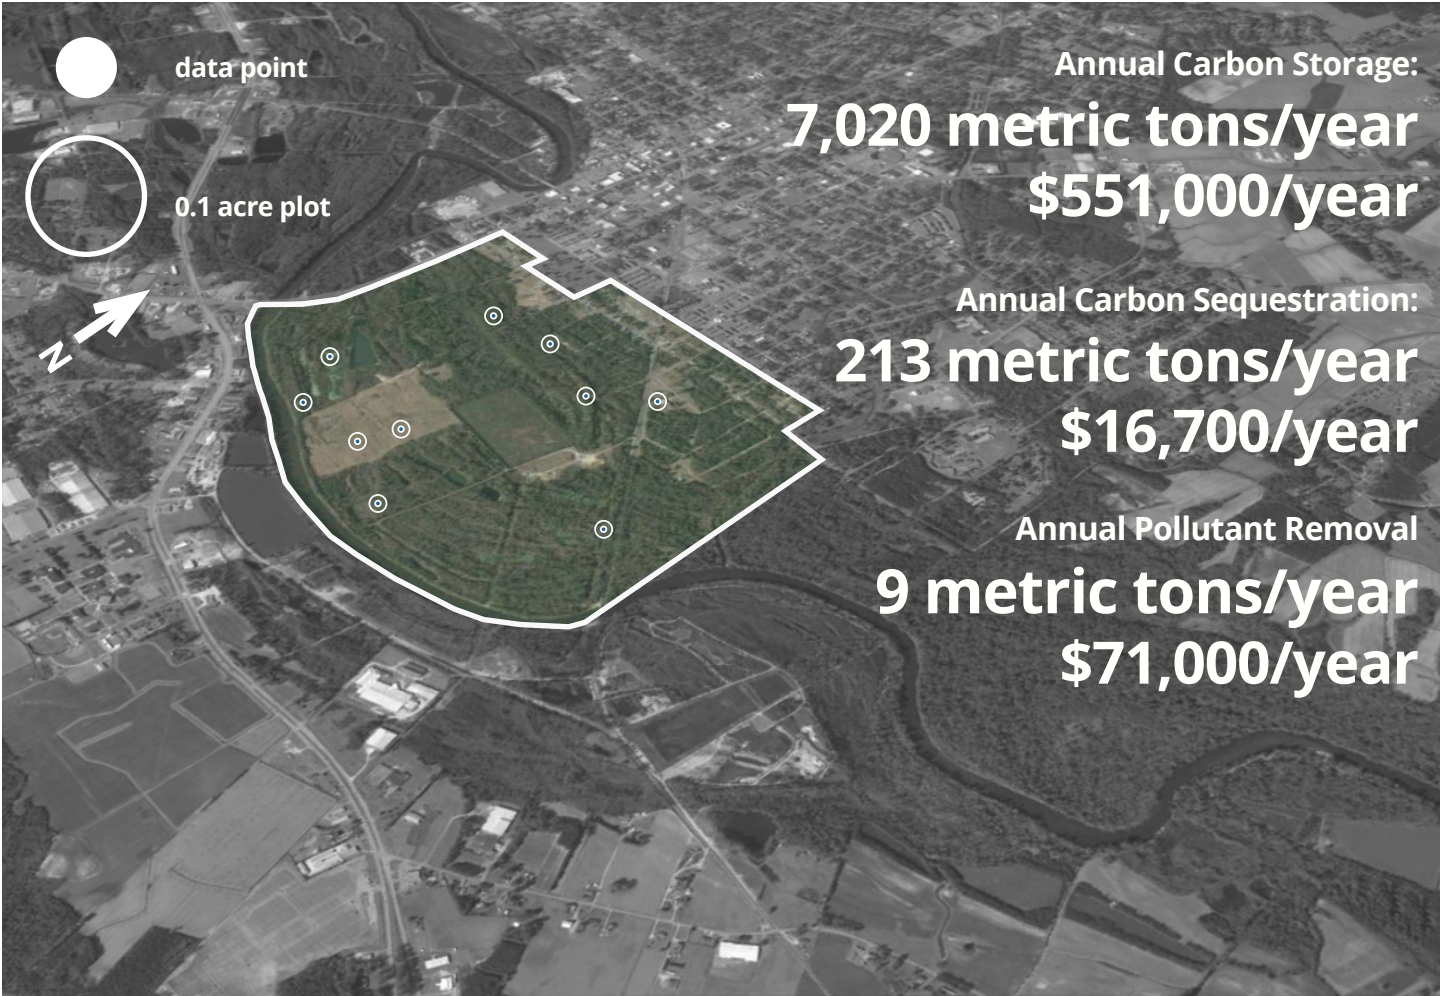 data point
0.1 acre plot
N
Annual Carbon Storage:
7,020 metric tons/year
$551,000/year
Annual Carbon Sequestration:
213 metric tons/year
$16,700/year
Annual Pollutant Removal
9 metric tons/year
$71,000/year